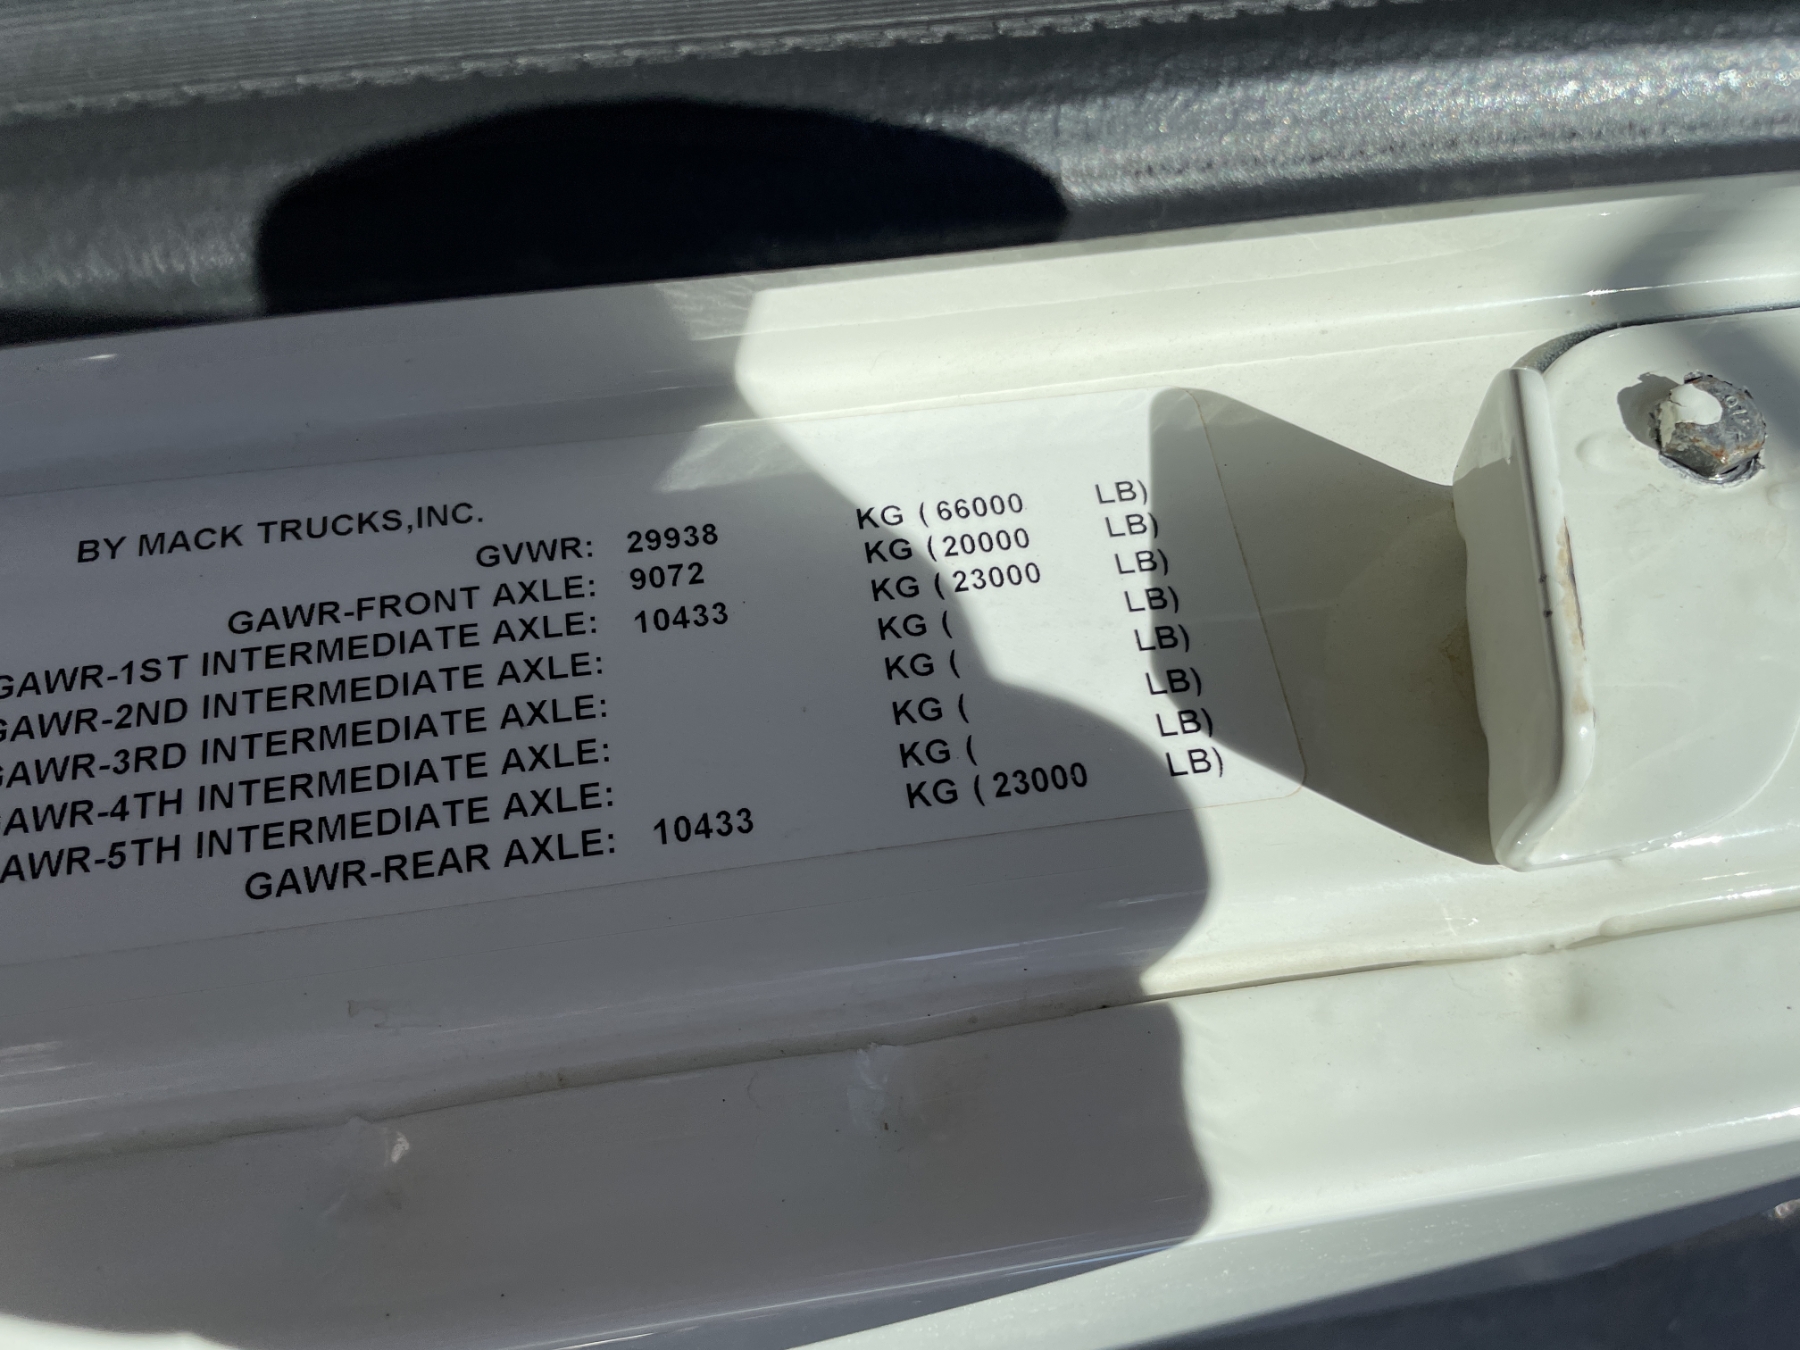 BY MACK TRUCKS,INC.
GVWR: 29938 KG (66000 LB)
GAWR-FRONT AXLE: 9072 KG (20000 LB)
GAWR-1ST INTERMEDIATE AXLE: 10433 KG (23000 LB)
GAWR-2ND INTERMEDIATE AXLE: KG ( LB)
GAWR-3RD INTERMEDIATE AXLE: KG ( LB)
AWR-4TH INTERMEDIATE AXLE: KG ( LB)
AWR-5TH INTERMEDIATE AXLE: KG ( LB)
GAWR-REAR AXLE: 10433 KG (23000 LB)